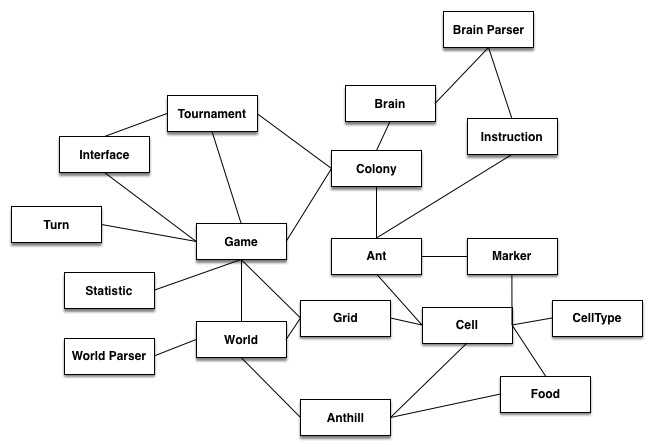 Brain Parser
Brain
Tournament
Instruction
Interface
Colony
Turn
Game
Ant
Marker
Statistic
Grid
Cell
CellType
World
World Parser
Food
Anthill